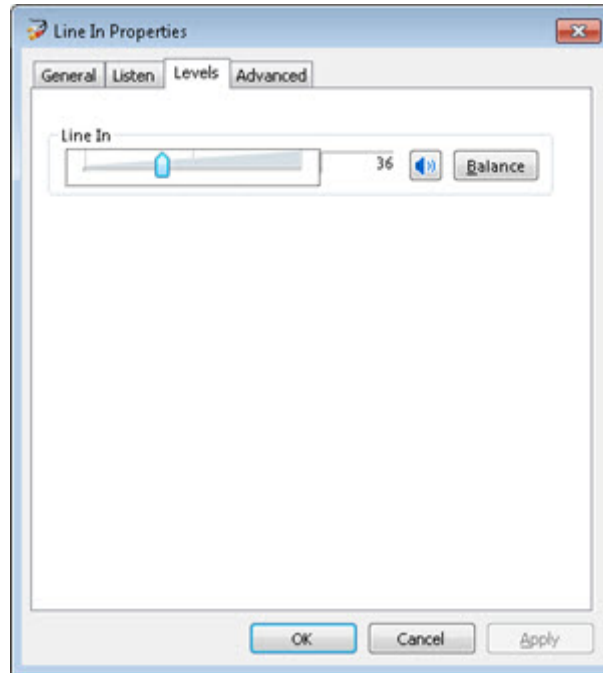 Line In Properties
General Listen Levels Advanced
Line In
36 Balance
OK Cancel Apply